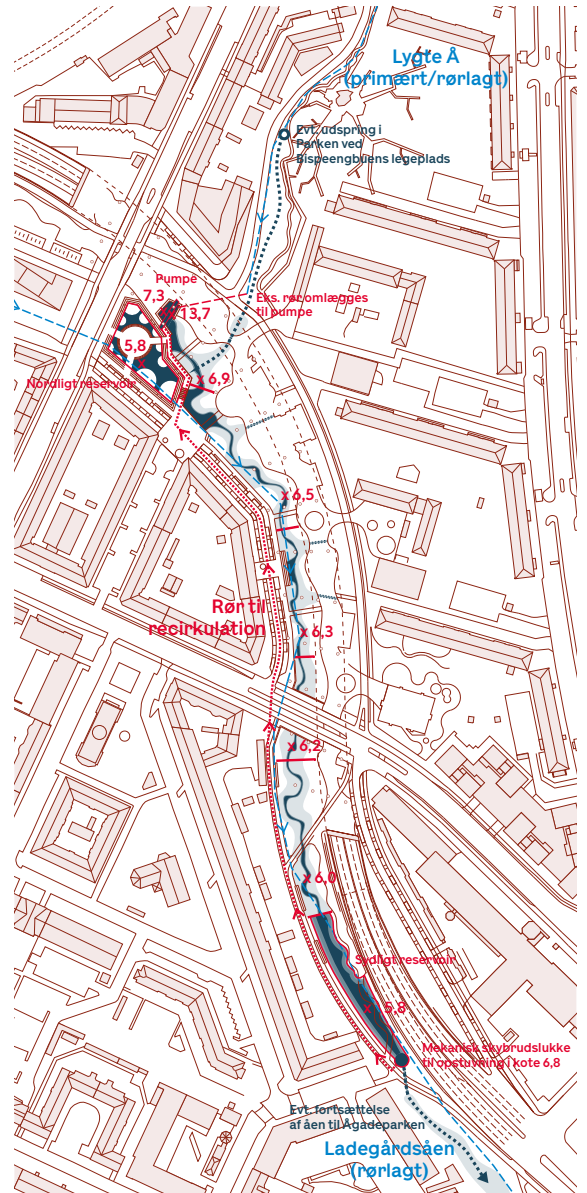 Lygte Å
(primært/rørlagt)
Evt. udspring i
Parken ved
Bispeengbuens legeplads
Pumpe
7,3
x 13,7
Eks. rør omlægges
til pumpe
5,8
Nordligt reservoir
x 6,9
x 6,5
Rør til
recirkulation
x 6,3
x 6,2
x 6,0
Sydligt reservoir
x 5,8
Mekanisk skybrudslukke
til opstuvning i kote 6,8
Evt. fortsættelse
af åen til Ågadeparken
Ladegårdsåen
(rørlagt)